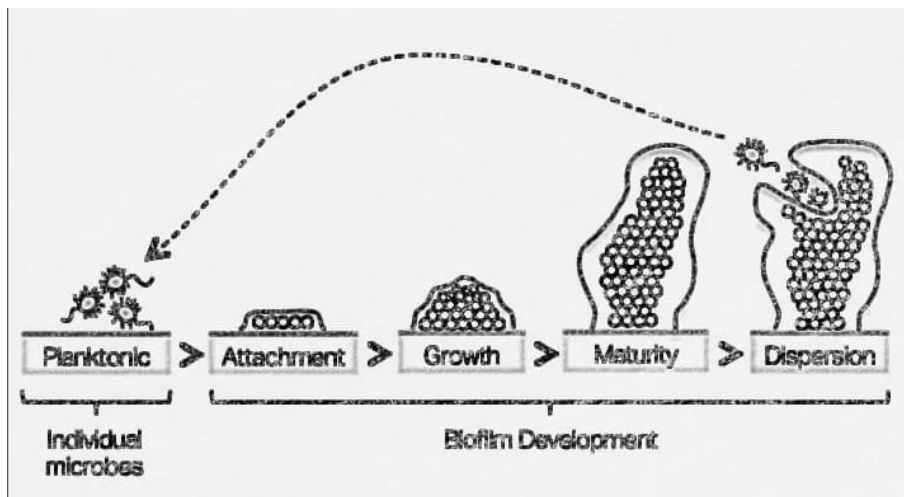 Planktonic > Attachment > Growth > Maturity > Dispersion
Individual
microbes
Biofilm Development